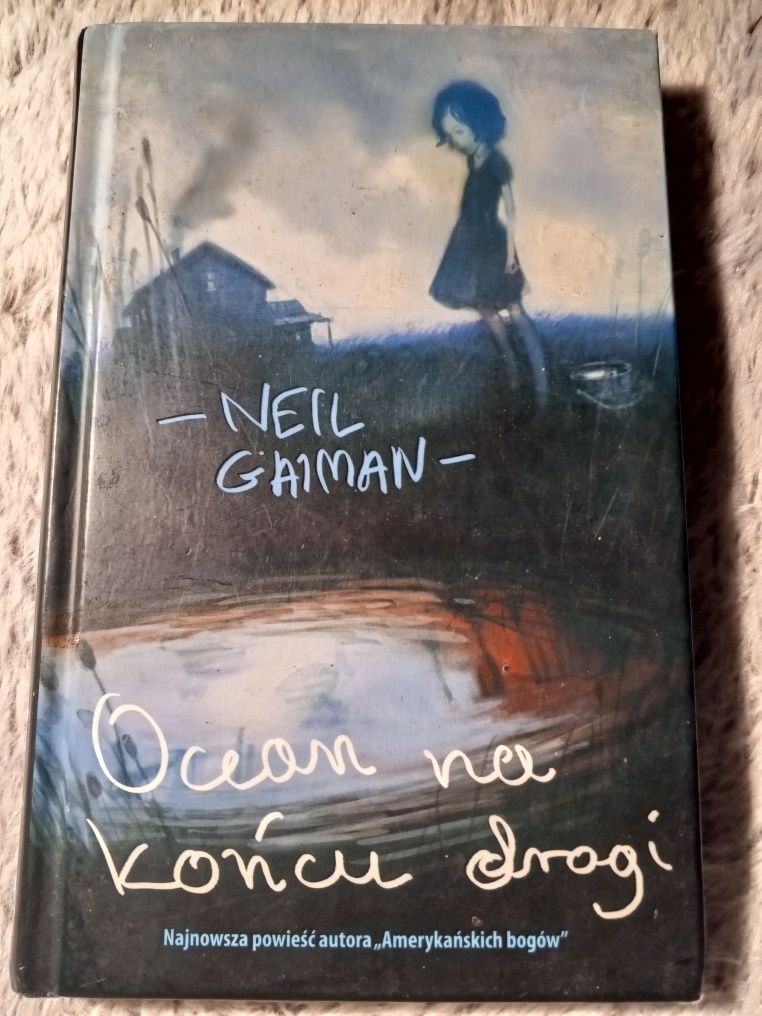 – NEIL
GAIMAN –
Ocean na
końcu drogi
Najnowsza powieść autora „Amerykańskich bogów”